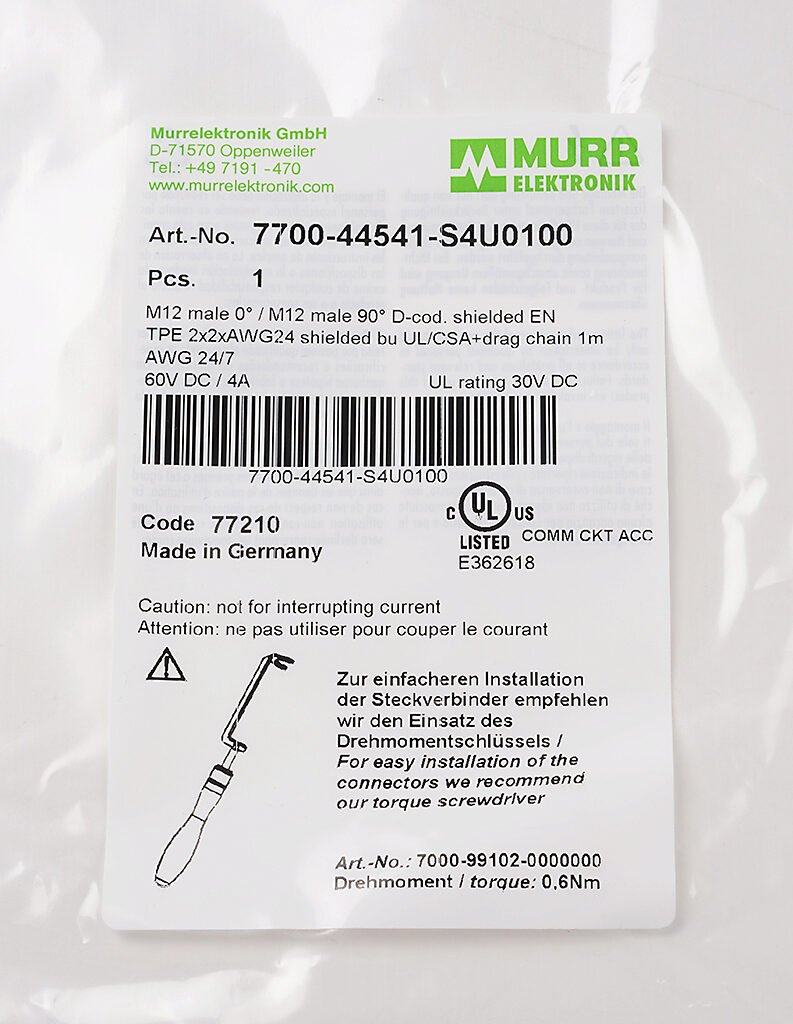 Murrelektronik GmbH
D-71570 Oppenweiler
Tel.: +49 7191 -470
www.murrelektronik.com
MURR
ELEKTRONIK
Art.-No. 7700-44541-S4U0100
Pcs. 1
M12 male 0° / M12 male 90° D-cod. shielded EN
TPE 2x2xAWG24 shielded bu UL/CSA+drag chain 1m
AWG 24/7
60V DC / 4A UL rating 30V DC
7700-44541-S4U0100
Code 77210
Made in Germany
C UL US
LISTED COMM CKT ACC
E362618
Caution: not for interrupting current
Attention: ne pas utiliser pour couper le courant
Zur einfacheren Installation
der Steckverbinder empfehlen
wir den Einsatz des
Drehmomentschlüssels /
For easy installation of the
connectors we recommend
our torque screwdriver
Art.-No.: 7000-99102-0000000
Drehmoment / torque: 0,6Nm